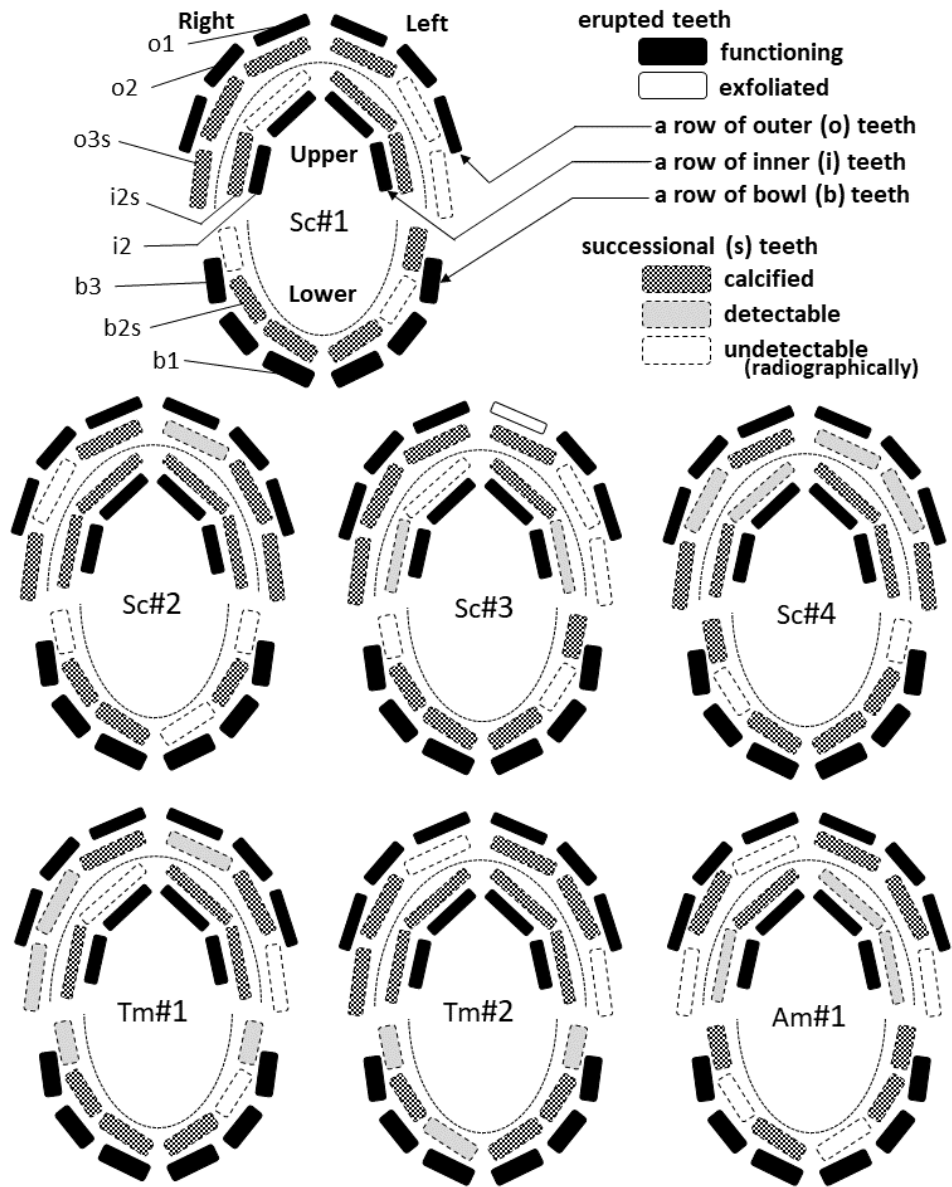 Right
Left
o1
o2
o3s
i2s
i2
b3
b2s
b1
Upper
Sc#1
Lower
erupted teeth
functioning
exfoliated
a row of outer (o) teeth
a row of inner (i) teeth
a row of bowl (b) teeth
successional (s) teeth
calcified
detectable
undetectable
(radiographically)
Sc#2
Sc#3
Sc#4
Tm#1
Tm#2
Am#1